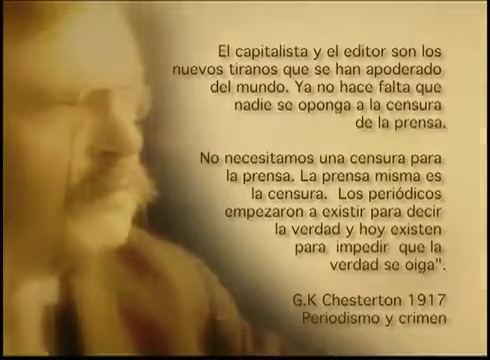 El capitalista y el editor son los
nuevos tiranos que se han apoderado
del mundo. Ya no hace falta que
nadie se oponga a la censura
de la prensa.
No necesitamos una censura para
la prensa. La prensa misma es
la censura. Los periódicos
empezaron a existir para decir
la verdad y hoy existen
para impedir que la
verdad se oiga".
G.K Chesterton 1917
Periodismo y crimen